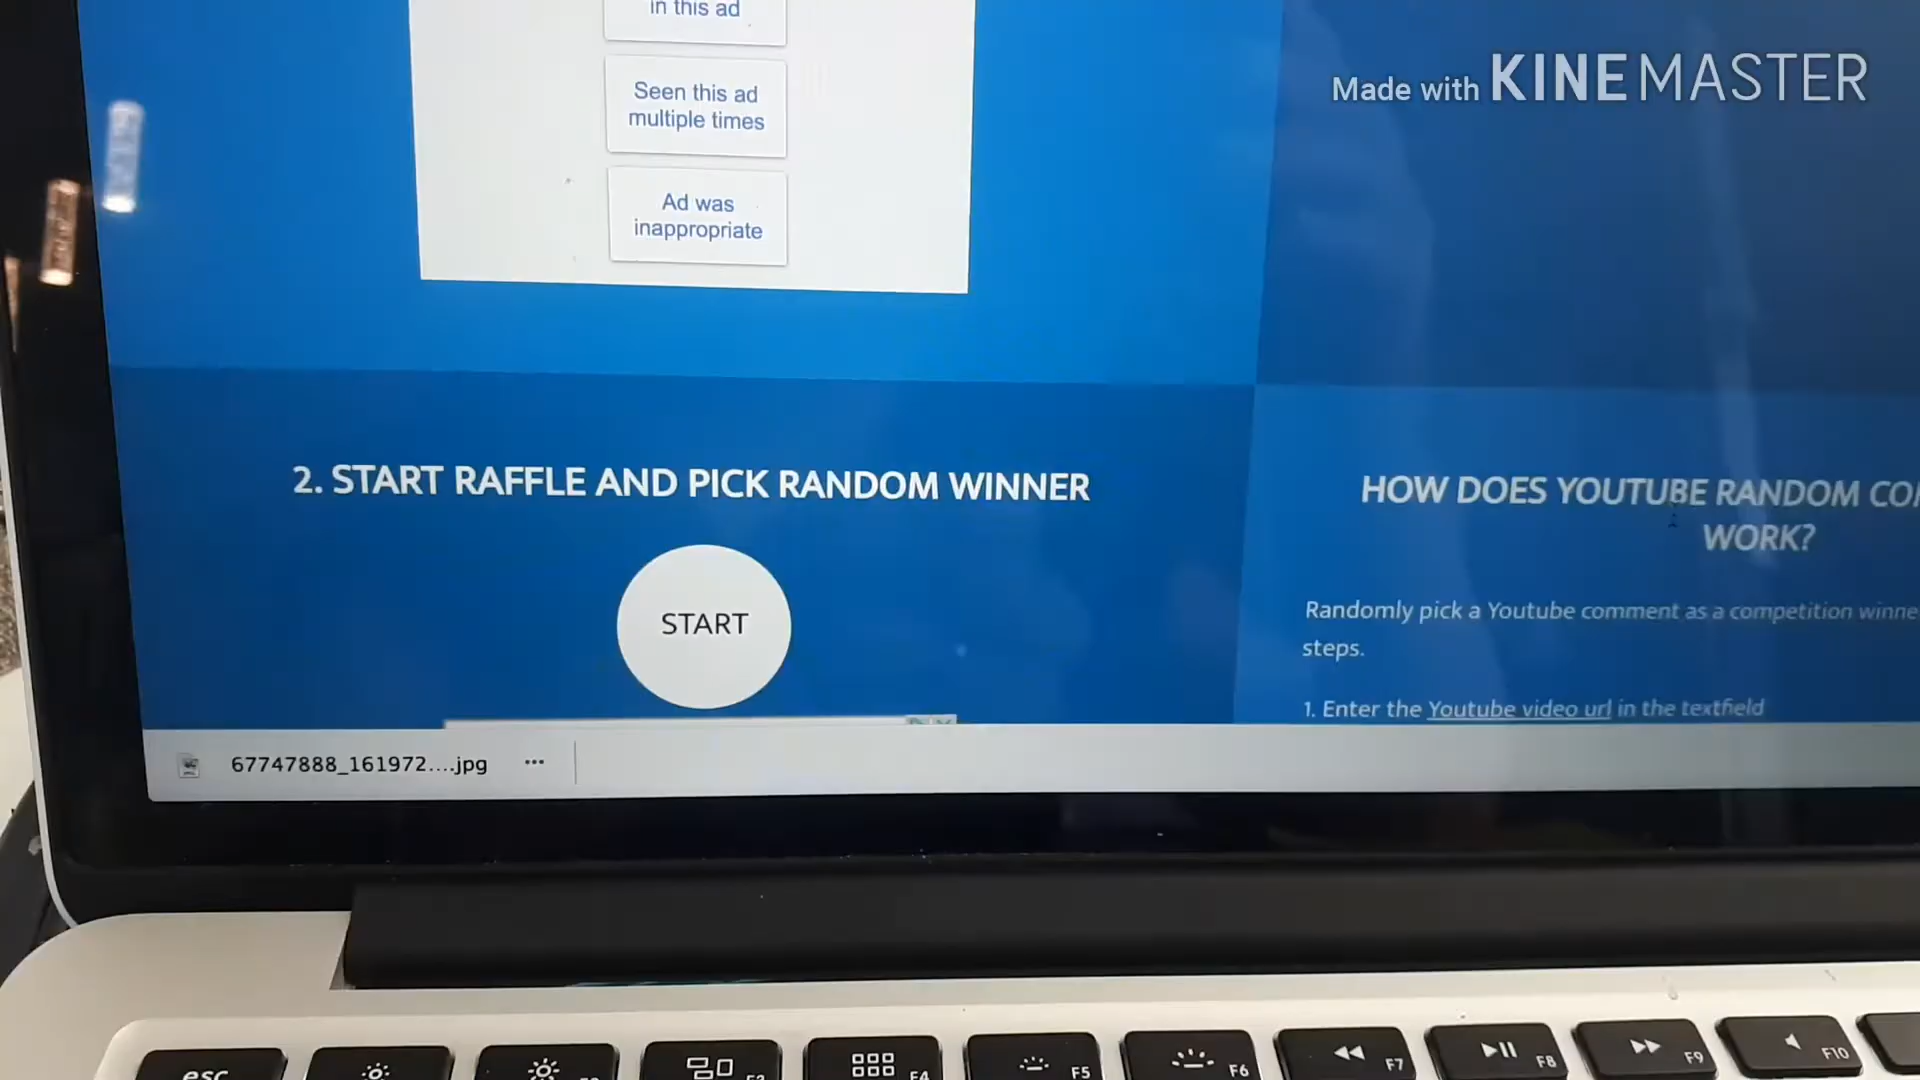 in this ad
Made with KINEMASTER
Seen this ad
multiple times
Ad was
inappropriate
2. START RAFFLE AND PICK RANDOM WINNER
START
HOW DOES YOUTUBE RANDOM
WORK?
Randomly pick a Youtube comment as a competition
steps.
1. Enter the Youtube video url in the textfield
67747888_161972....jpg
esc
F4
F5
F6
F7
F8
F9
F10